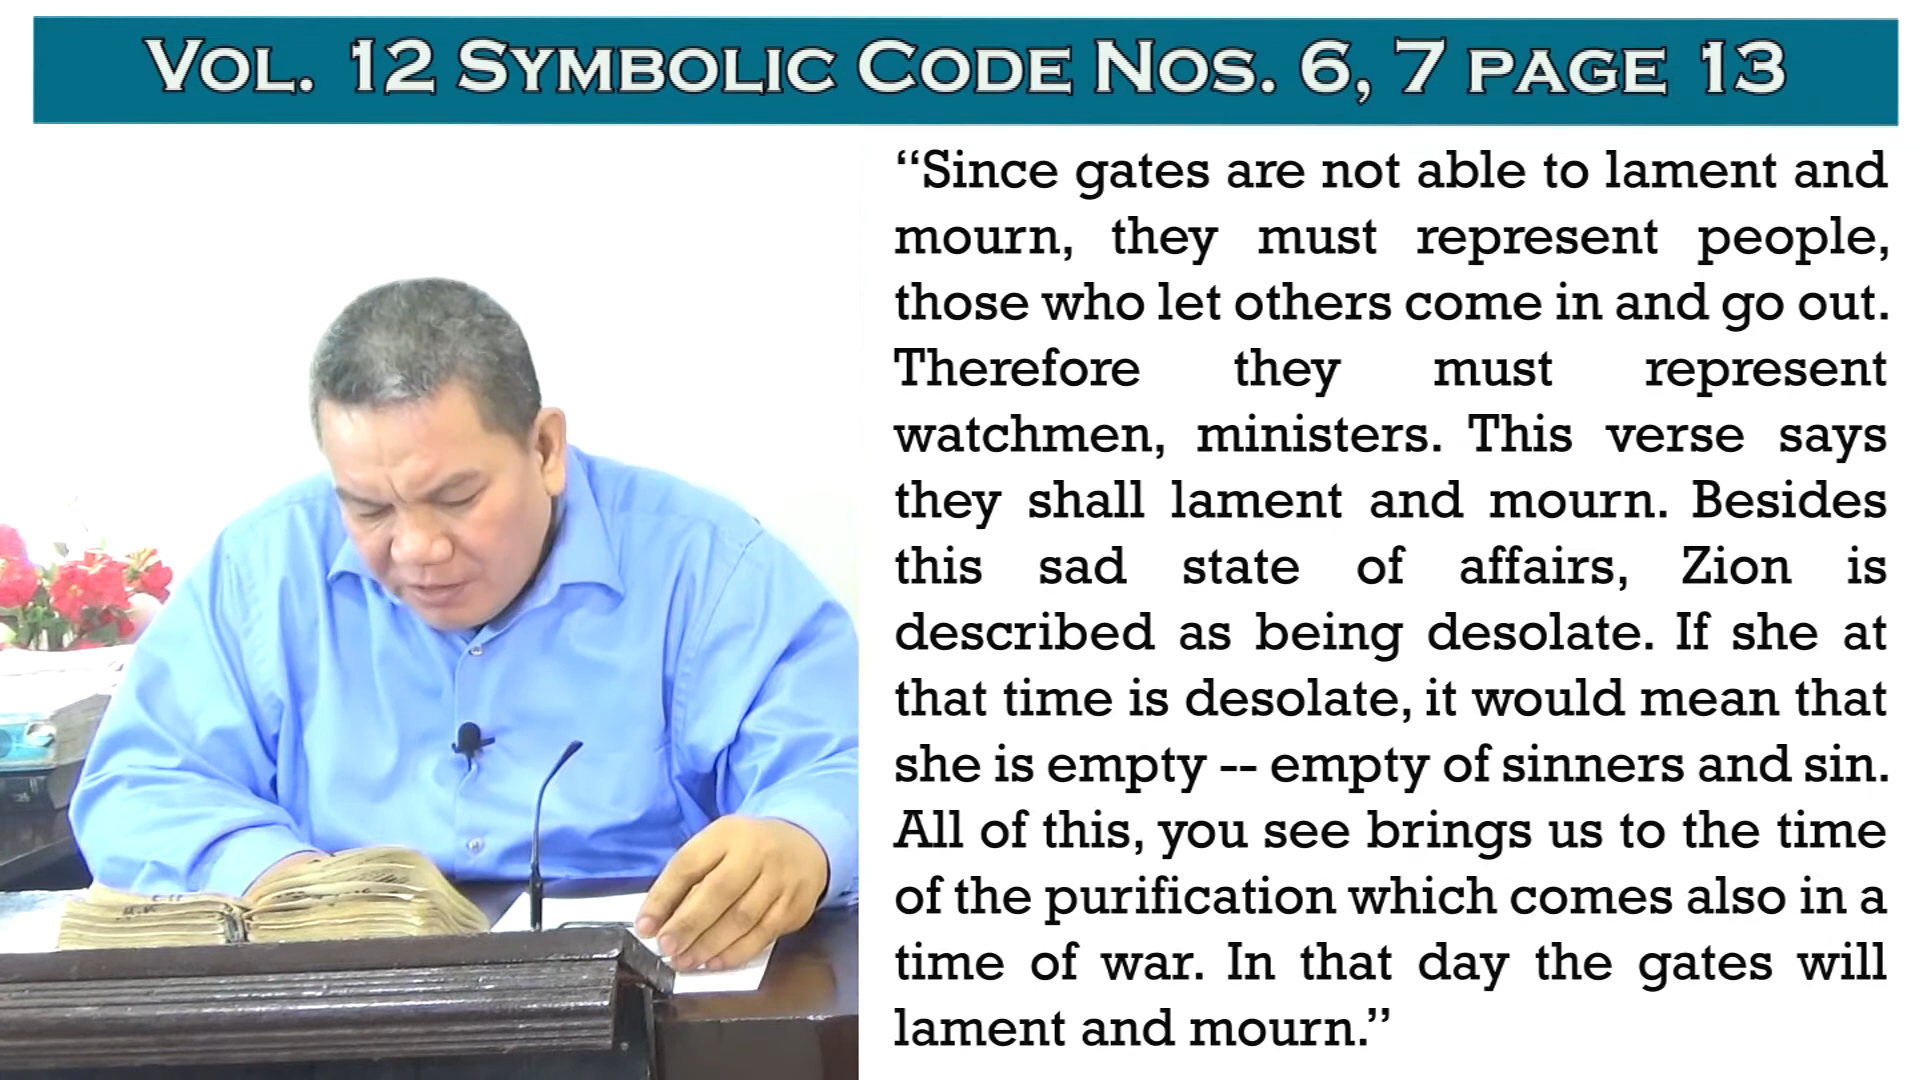 Vol. 12 Symbolic Code Nos. 6, 7 page 13
“Since gates are not able to lament and
mourn, they must represent people,
those who let others come in and go out.
Therefore they must represent
watchmen, ministers. This verse says
they shall lament and mourn. Besides
this sad state of affairs, Zion is
described as being desolate. If she at
that time is desolate, it would mean that
she is empty -- empty of sinners and sin.
All of this, you see brings us to the time
of the purification which comes also in a
time of war. In that day the gates will
lament and mourn.”